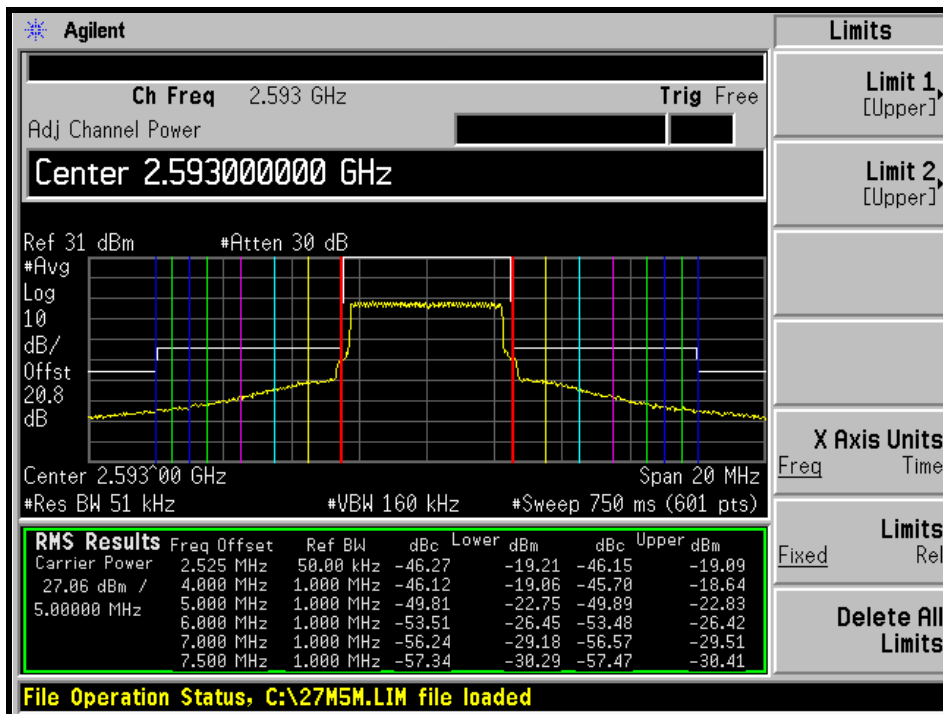 Agilent
Limits
Ch Freq 2.593 GHz Trig Free
Adj Channel Power
Center 2.593000000 GHz
Ref 31 dBm #Atten 30 dB
#Avg
Log
10
dB/
Offst
20.8
dB
Center 2.593^00 GHz Span 20 MHz
#Res BW 51 kHz #VBW 160 kHz #Sweep 750 ms (601 pts)
RMS Results Freq Offset Ref BW dBc Lower dBm dBc Upper dBm
Carrier Power 2.525 MHz 50.00 kHz -46.27 -19.21 -46.15 -19.09
27.06 dBm / 4.000 MHz 1.000 MHz -46.12 -19.06 -45.70 -18.64
5.00000 MHz 5.000 MHz 1.000 MHz -49.81 -22.75 -49.89 -22.83
6.000 MHz 1.000 MHz -53.51 -26.45 -53.48 -26.42
7.000 MHz 1.000 MHz -56.24 -29.18 -56.57 -29.51
7.500 MHz 1.000 MHz -57.34 -30.29 -57.47 -30.41
File Operation Status, C:\27M5M.LIM file loaded
Limit 1
[Upper]
Limit 2
[Upper]
X Axis Units
Freq Time
Limits
Fixed Rel
Delete All
Limits